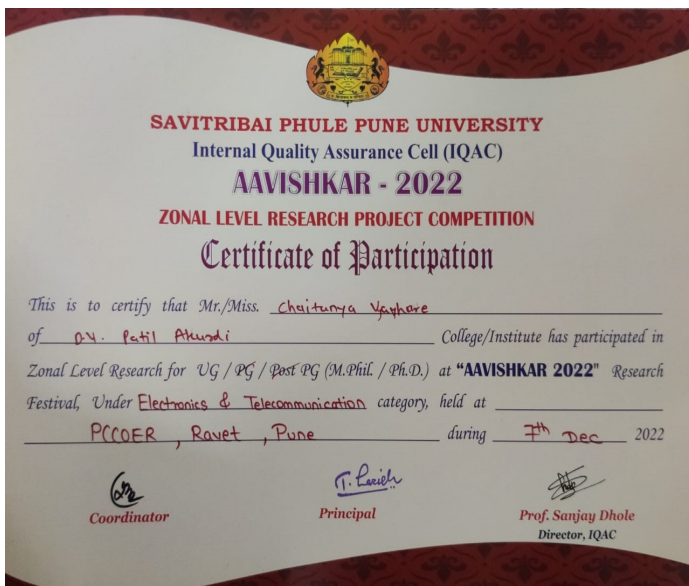 SAVITRIBAI PHULE PUNE UNIVERSITY
Internal Quality Assurance Cell (IQAC)
AAVISHKAR - 2022
ZONAL LEVEL RESEARCH PROJECT COMPETITION
Certificate of Participation
This is to certify that Mr./Miss. Chaitanya
of D.Y. Patil Akurdi College/Institute has participated in
Zonal Level Research for UG / PG / Post PG (M.Phil. / Ph.D.) at "AAVISHKAR 2022" Research
Festival, Under Electronics & Telecommunication category, held at
PCCOER, Ravet, Pune during 7th Dec 2022
Coordinator
Principal
Prof. Sanjay Dhole
Director, IQAC